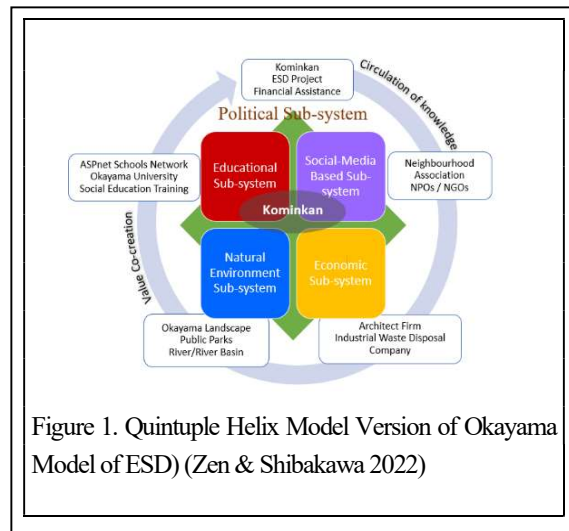 Kominkan
ESD Project
Financial Assistance
Circulation of knowledge
Political Sub-system
ASPnet Schools Network
Okayama University
Social Education Training
Educational
Sub-system
Social-Media
Based Sub-
system
Neighbourhood
Association
NPOs / NGOs
Kominkan
Natural
Environment
Sub-system
Economic
Sub-system
Value Co-creation
Okayama Landscape
Public Parks
River/River Basin
Architect Firm
Industrial Waste Disposal
Company
Figure 1. Quintuple Helix Model Version of Okayama
Model of ESD) (Zen & Shibakawa 2022)